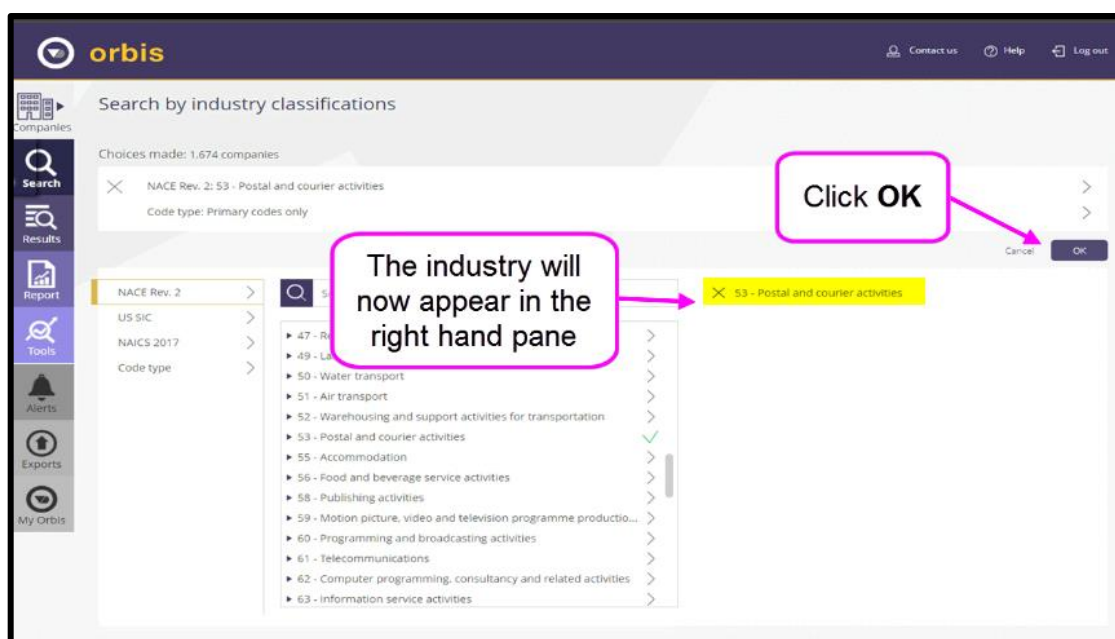 orbis
Contact us
Help
Log out
Companies
Search
Results
Report
Tools
Alerts
Exports
My Orbis
Search by industry classifications
Choices made: 1,674 companies
NACE Rev. 2: 53 - Postal and courier activities
Code type: Primary codes only
Click OK
Cancel
OK
The industry will
now appear in the
right hand pane
NACE Rev. 2
US SIC
NAICS 2017
Code type
47 -
49 -
50 - Water transport
51 - Air transport
52 - Warehousing and support activities for transportation
53 - Postal and courier activities
55 - Accommodation
56 - Food and beverage service activities
58 - Publishing activities
59 - Motion picture, video and television programme productio...
60 - Programming and broadcasting activities
61 - Telecommunications
62 - Computer programming, consultancy and related activities
63 - Information service activities
53 - Postal and courier activities